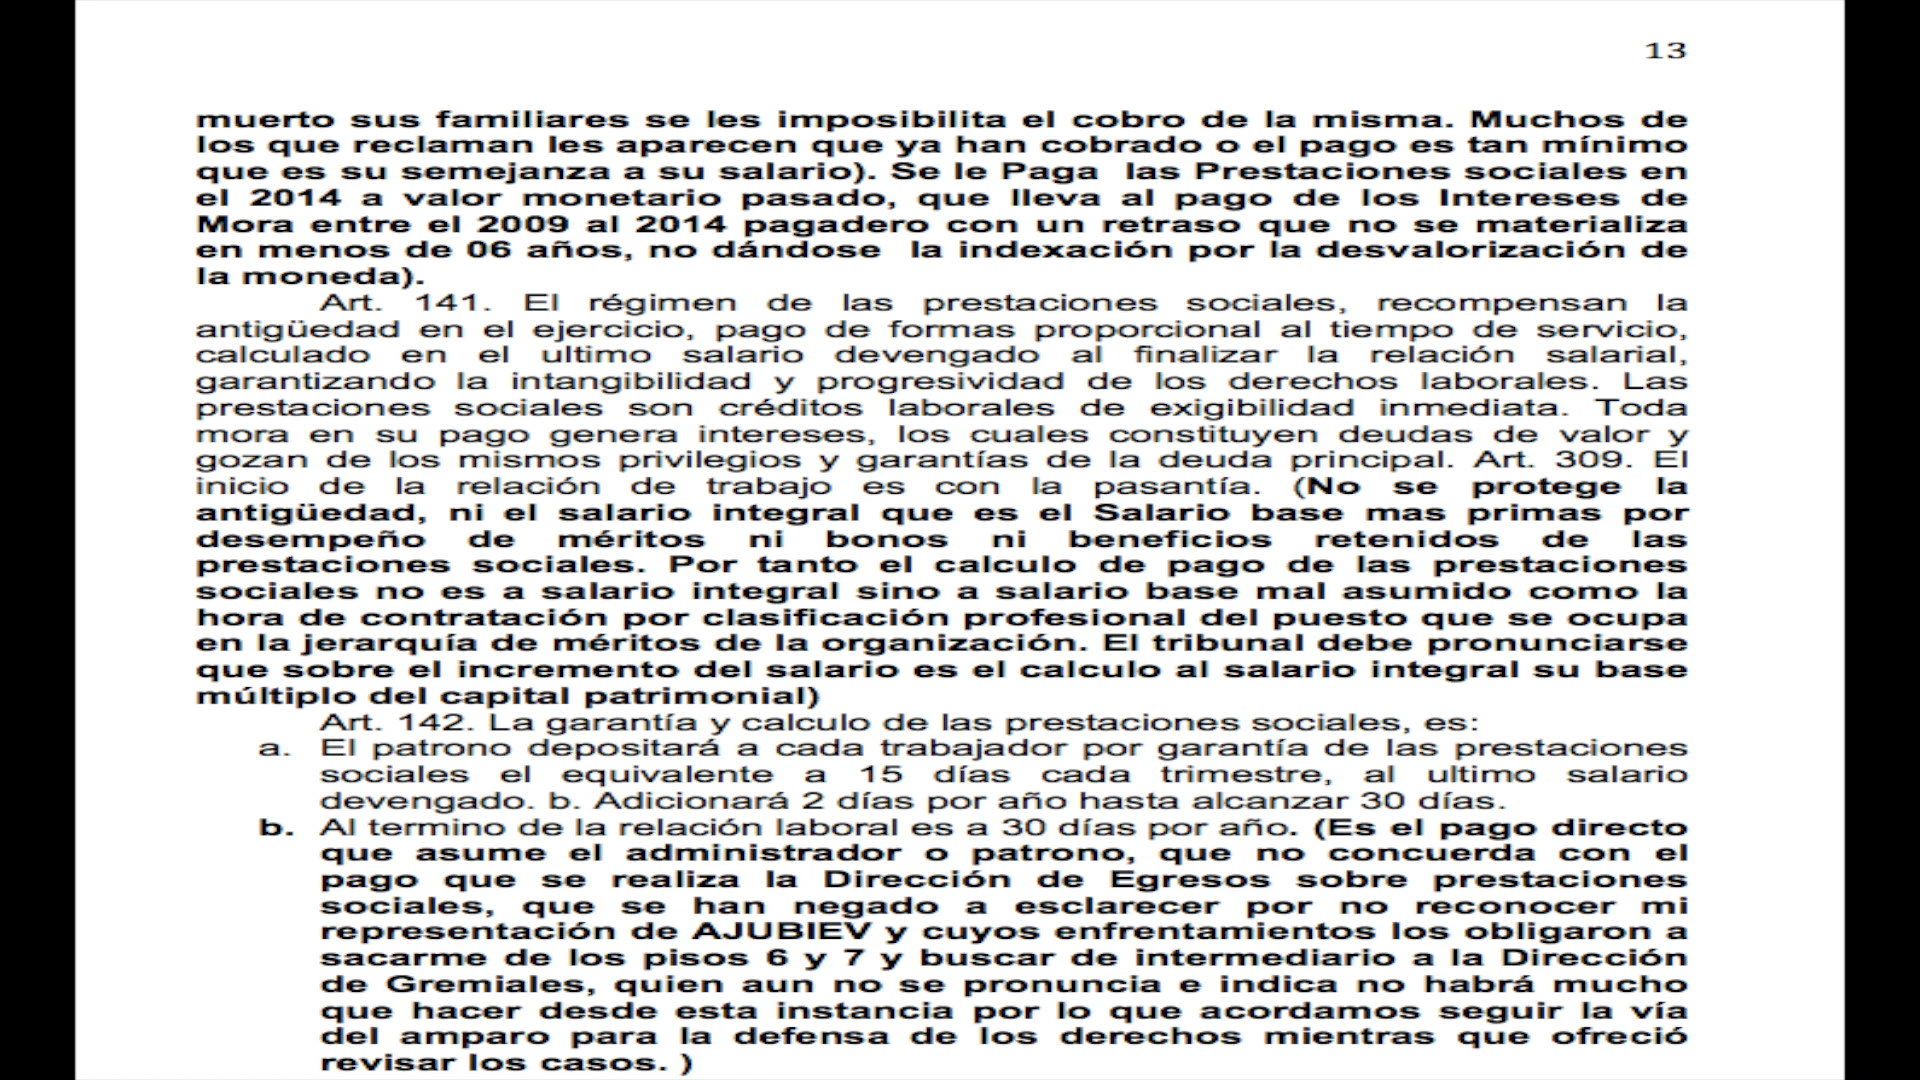 13
muerto sus familiares se les imposibilita el cobro de la misma. Muchos de
los que reclaman les aparecen que ya han cobrado o el pago es tan mínimo
que es su semejanza a su salario). Se le Paga las Prestaciones sociales en
el 2014 a valor monetario pasado, que lleva al pago de los Intereses de
Mora entre el 2009 al 2014 pagadero con un retraso que no se materializa
en menos de 06 años, no dándose la indexación por la desvalorización de
la moneda).
Art. 141. El régimen de las prestaciones sociales, recompensan la
antigüedad en el ejercicio, pago de formas proporcional al tiempo de servicio,
calculado en el ultimo salario devengado al finalizar la relación salarial,
garantizando la intangibilidad y progresividad de los derechos laborales. Las
prestaciones sociales son créditos laborales de exigibilidad inmediata. Toda
mora en su pago genera intereses, los cuales constituyen deudas de valor y
gozan de los mismos privilegios y garantías de la deuda principal. Art. 309. El
inicio de la relación de trabajo es con la pasantía. (No se protege la
antigüedad, ni el salario integral que es el Salario base mas primas por
desempeño de méritos ni bonos ni beneficios retenidos de las
prestaciones sociales. Por tanto el calculo de pago de las prestaciones
sociales no es a salario integral sino a salario base mal asumido como la
hora de contratación por clasificación profesional del puesto que se ocupa
en la jerarquía de méritos de la organización. El tribunal debe pronunciarse
que sobre el incremento del salario es el calculo al salario integral su base
múltiplo del capital patrimonial)
Art. 142. La garantía y calculo de las prestaciones sociales, es:
a. El patrono depositará a cada trabajador por garantía de las prestaciones
sociales el equivalente a 15 días cada trimestre, al ultimo salario
devengado. b. Adicionará 2 días por año hasta alcanzar 30 días.
b. Al termino de la relación laboral es a 30 días por año. (Es el pago directo
que asume el administrador o patrono, que no concuerda con el
pago que se realiza la Dirección de Egresos sobre prestaciones
sociales, que se han negado a esclarecer por no reconocer mi
representación de AJUBIEV y cuyos enfrentamientos los obligaron a
sacarme de los pisos 6 y 7 y buscar de intermediario a la Dirección
de Gremiales, quien aun no se pronuncia e indica no habrá mucho
que hacer desde esta instancia por lo que acordamos seguir la vía
del amparo para la defensa de los derechos mientras que ofreció
revisar los casos. )